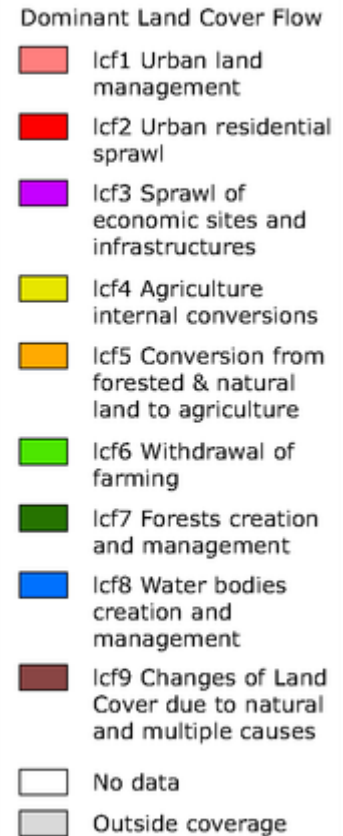 Dominant Land Cover Flow
lcf1 Urban land
management
lcf2 Urban residential
sprawl
lcf3 Sprawl of
economic sites and
infrastructures
lcf4 Agriculture
internal conversions
lcf5 Conversion from
forested & natural
land to agriculture
lcf6 Withdrawal of
farming
lcf7 Forests creation
and management
lcf8 Water bodies
creation and
management
lcf9 Changes of Land
Cover due to natural
and multiple causes
No data
Outside coverage